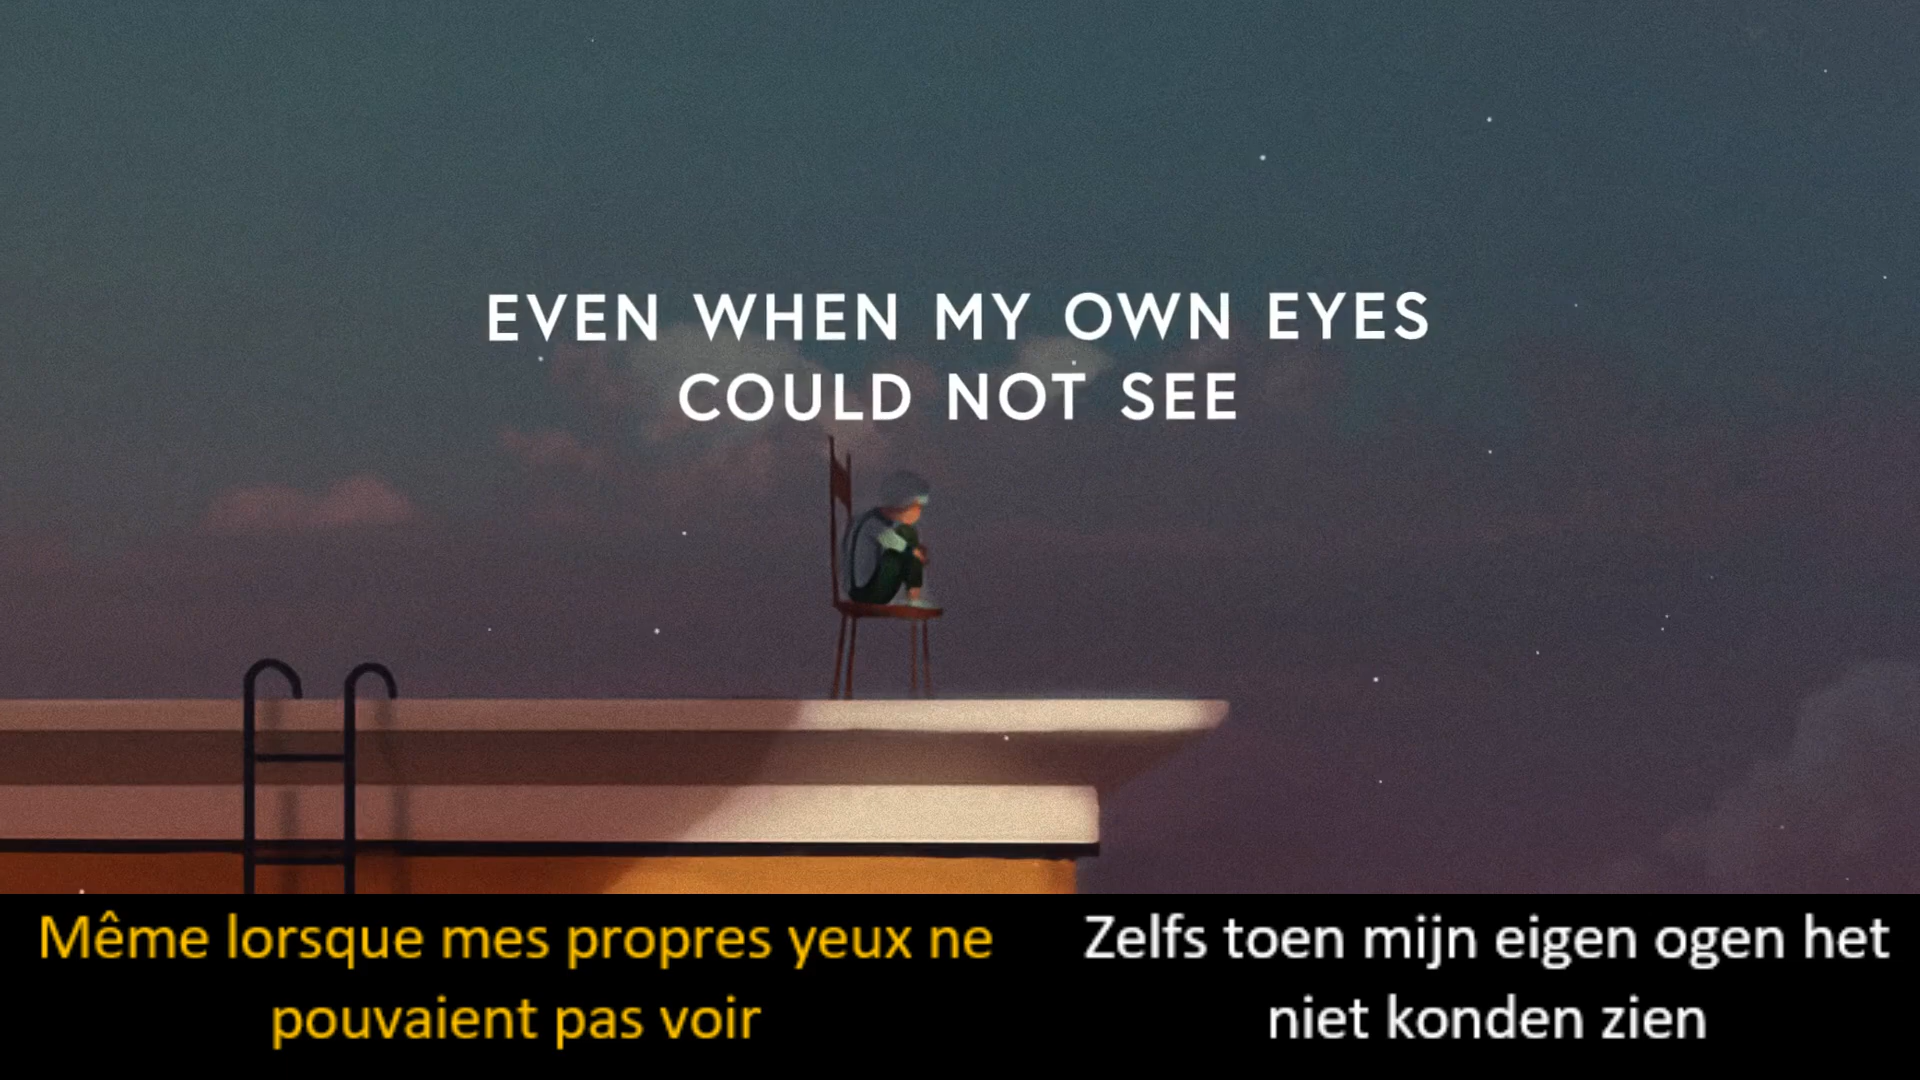 EVEN WHEN MY OWN EYES
COULD NOT SEE
Même lorsque mes propres yeux ne
pouvaient pas voir
Zelfs toen mijn eigen ogen het
niet konden zien